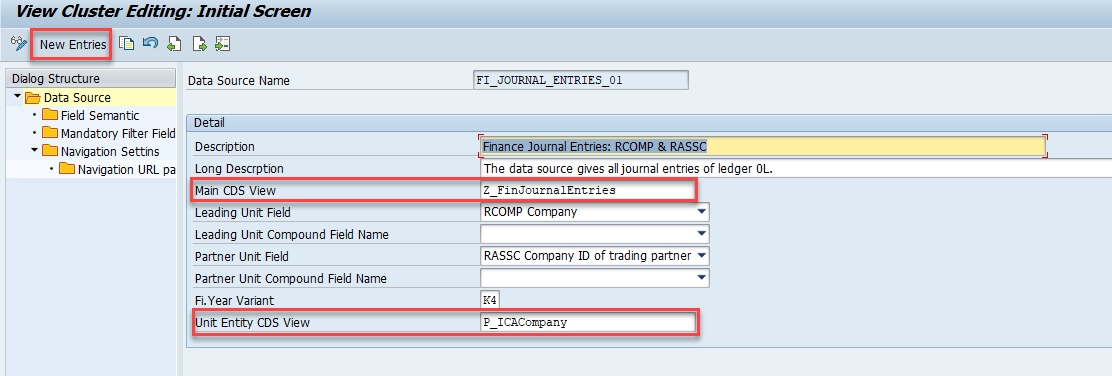 View Cluster Editing: Initial Screen
New Entries
Dialog Structure
Data Source
Field Semantic
Mandatory Filter Field
Navigation Settins
Navigation URL pa
Data Source Name FI_JOURNAL_ENTRIES_01
Detail
Description Finance Journal Entries: RCOMP & RASSC
Long Descrption The data source gives all journal entries of ledger 0L.
Main CDS View Z_FinJournalEntries
Leading Unit Field RCOMP Company
Leading Unit Compound Field Name
Partner Unit Field RASSC Company ID of trading partner
Partner Unit Compound Field Name
Fi.Year Variant K4
Unit Entity CDS View P_ICACompany